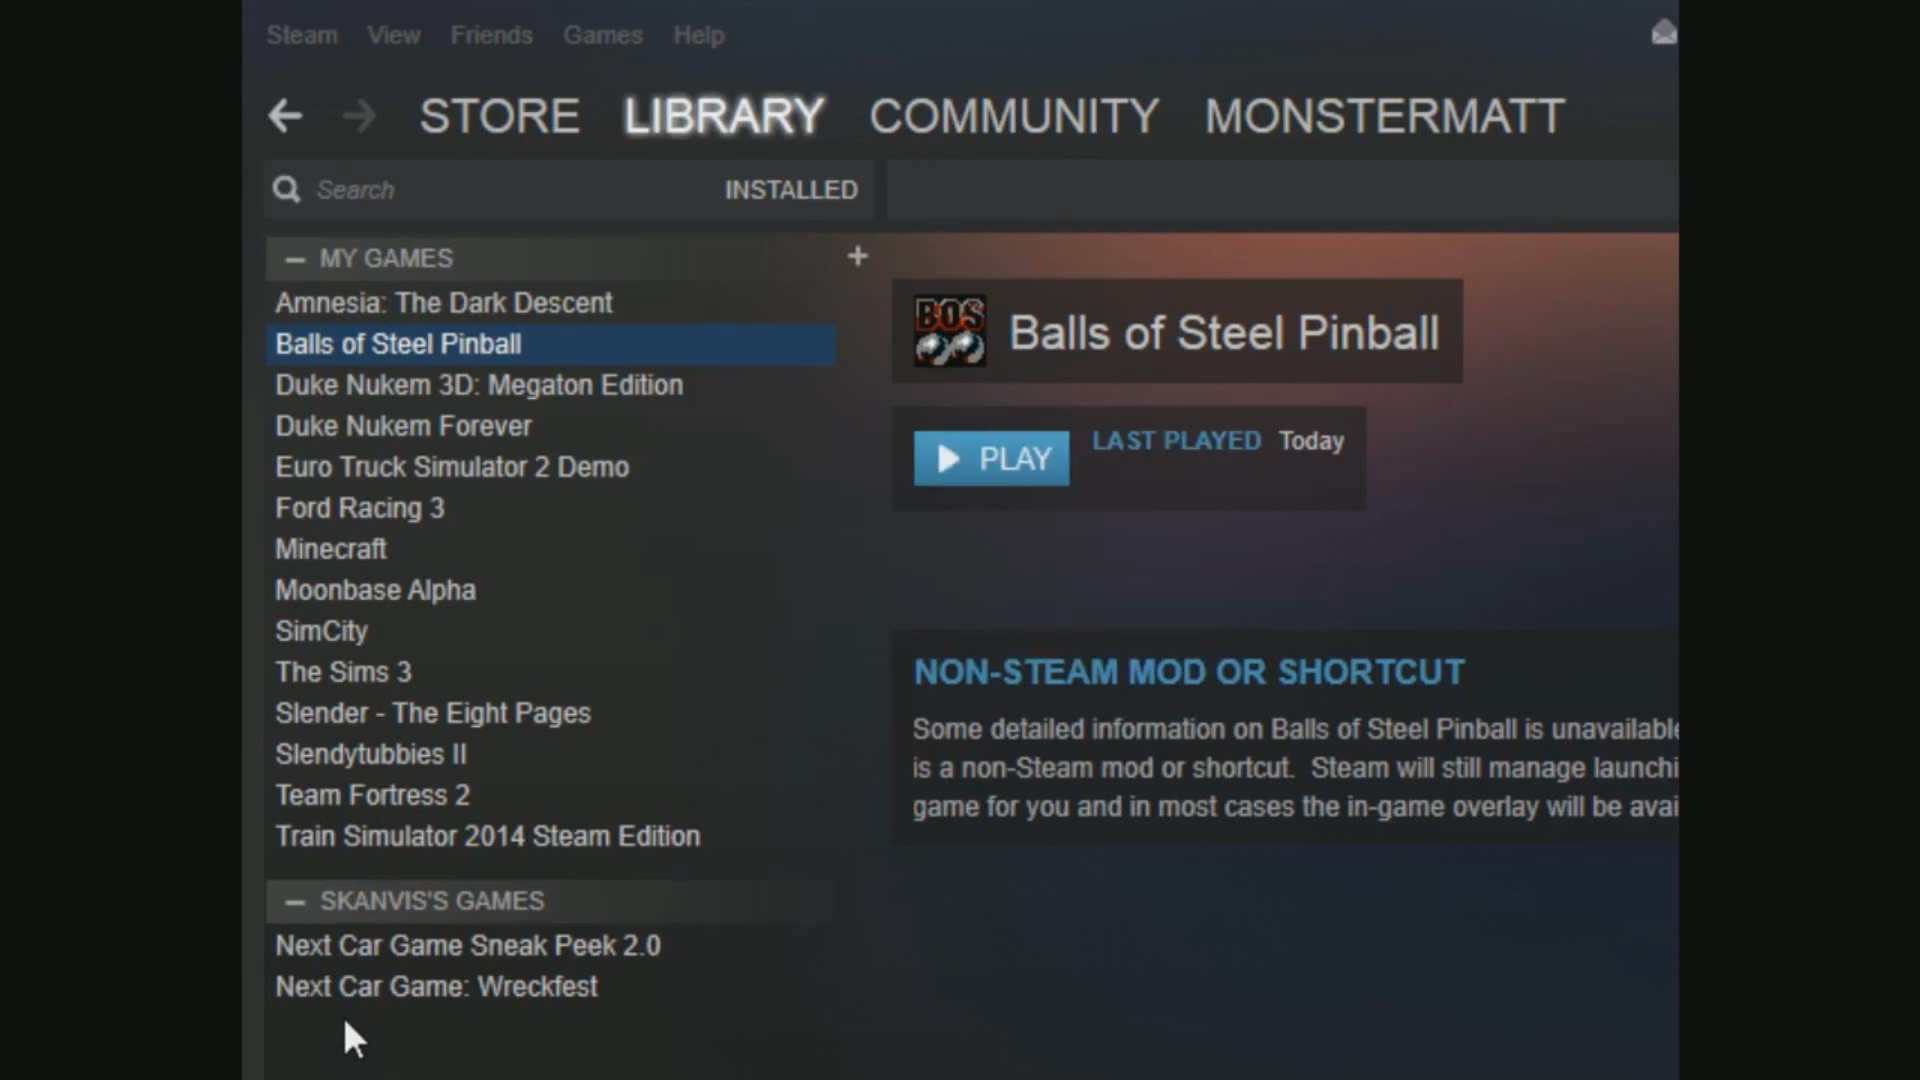 Steam View Friends Games Help
STORE LIBRARY COMMUNITY MONSTERMATT
Search INSTALLED
MY GAMES
Amnesia: The Dark Descent
Balls of Steel Pinball
Duke Nukem 3D: Megaton Edition
Duke Nukem Forever
Euro Truck Simulator 2 Demo
Ford Racing 3
Minecraft
Moonbase Alpha
SimCity
The Sims 3
Slender - The Eight Pages
Slendytubbies II
Team Fortress 2
Train Simulator 2014 Steam Edition
SKANVIS'S GAMES
Next Car Game Sneak Peek 2.0
Next Car Game: Wreckfest
BOS
Balls of Steel Pinball
PLAY LAST PLAYED Today
NON-STEAM MOD OR SHORTCUT
Some detailed information on Balls of Steel Pinball is unavailable
is a non-Steam mod or shortcut. Steam will still manage launchi
game for you and in most cases the in-game overlay will be avai